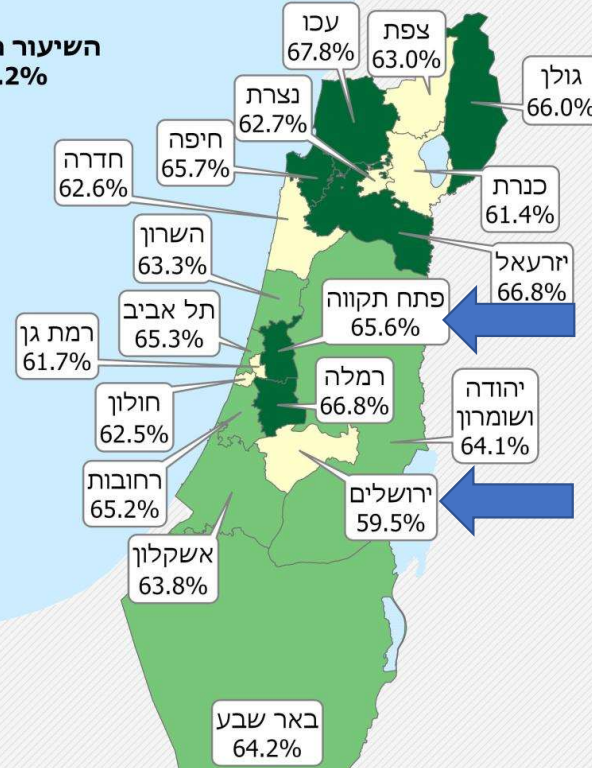 השיעור
.2%
עכו
67.8%
צפת
63.0%
גולן
66.0%
נצרת
62.7%
חיפה
65.7%
חדרה
62.6%
כנרת
61.4%
השרון
63.3%
יזרעאל
66.8%
פתח תקווה
65.6%
תל אביב
65.3%
רמת גן
61.7%
רמלה
66.8%
חולון
62.5%
יהודה
ושומרון
64.1%
רחובות
65.2%
ירושלים
59.5%
אשקלון
63.8%
באר שבע
64.2%